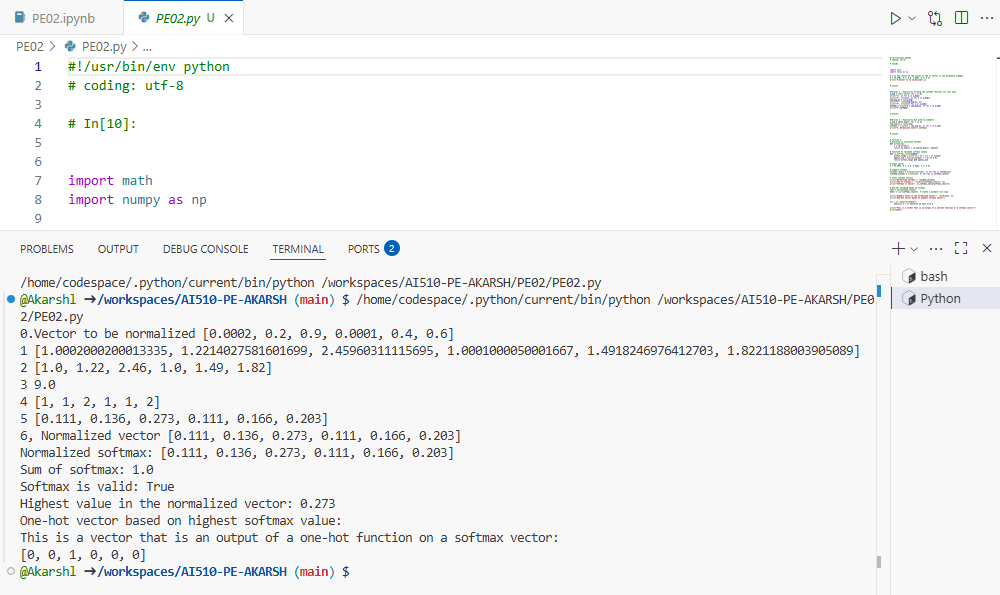 PE02.ipynb
PE02.py U
PE02 > PE02.py > ...
1 #!/usr/bin/env python
2 # coding: utf-8
3
4 # In[10]:
5
6
7 import math
8 import numpy as np
9
PROBLEMS OUTPUT DEBUG CONSOLE TERMINAL PORTS 2
bash
Python
/home/codespace/.python/current/bin/python /workspaces/AI510-PE-AKARSH/PE02/PE02.py
@Akarshl ➜/workspaces/AI510-PE-AKARSH (main) $ /home/codespace/.python/current/bin/python /workspaces/AI510-PE-AKARSH/PE0
2/PE02.py
0.Vector to be normalized [0.0002, 0.2, 0.9, 0.0001, 0.4, 0.6]
1 [1.0002000200013335, 1.2214027581601699, 2.45960311115695, 1.0001000050001667, 1.4918246976412703, 1.8221188003905089]
2 [1.0, 1.22, 2.46, 1.0, 1.49, 1.82]
3 9.0
4 [1, 1, 2, 1, 1, 2]
5 [0.111, 0.136, 0.273, 0.111, 0.166, 0.203]
6, Normalized vector [0.111, 0.136, 0.273, 0.111, 0.166, 0.203]
Normalized softmax: [0.111, 0.136, 0.273, 0.111, 0.166, 0.203]
Sum of softmax: 1.0
Softmax is valid: True
Highest value in the normalized vector: 0.273
One-hot vector based on highest softmax value:
This is a vector that is an output of a one-hot function on a softmax vector:
[0, 0, 1, 0, 0, 0]
@Akarshl ➜/workspaces/AI510-PE-AKARSH (main) $